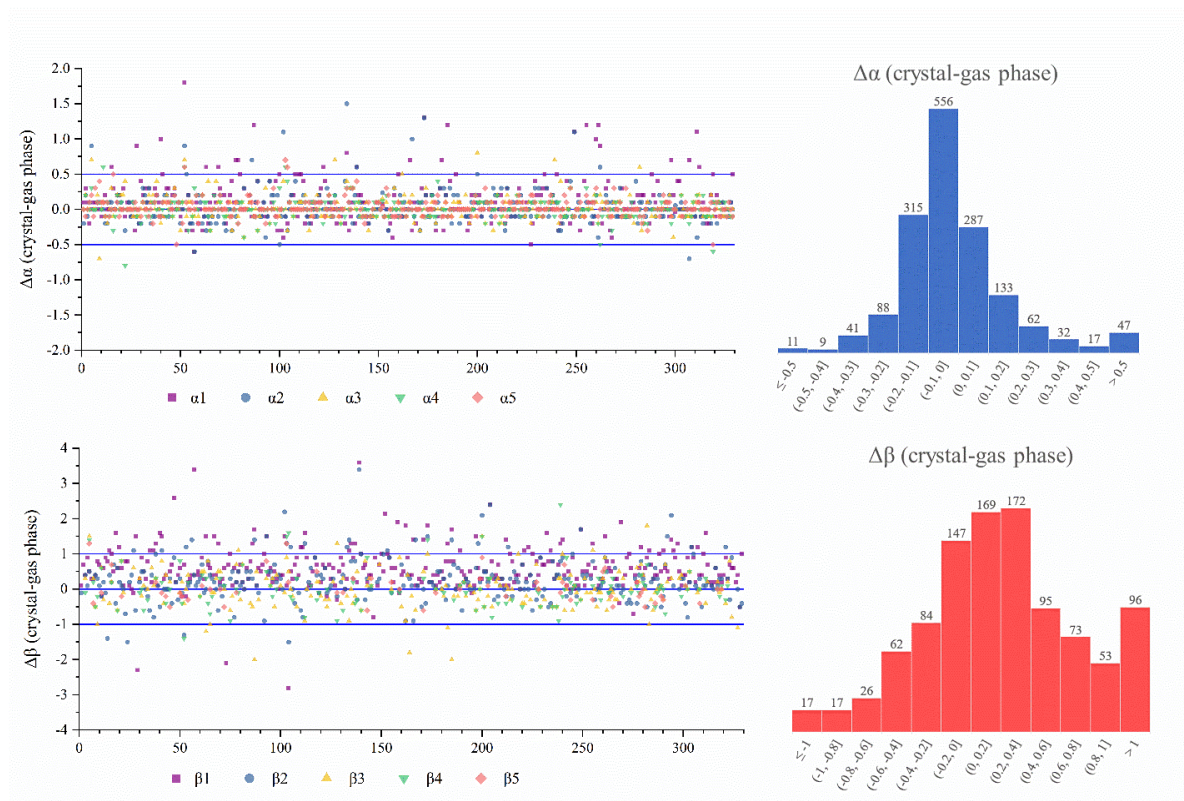 Δα (crystal-gas phase)
2.0
1.5
1.0
0.5
0.0
-0.5
-1.0
-1.5
-2.0
0 50 100 150 200 250 300
α1 α2 α3 α4 α5
Δα (crystal-gas phase)
11 9 41 88 315 556 287 133 62 32 17 47
≤-0.5 (-0.5, -0.4] (-0.4, -0.3] (-0.3, -0.2] (-0.2, -0.1] (-0.1, 0] (0, 0.1] (0.1, 0.2] (0.2, 0.3] (0.3, 0.4] (0.4, 0.5] > 0.5
Δβ (crystal-gas phase)
4
3
2
1
0
-1
-2
-3
-4
0 50 100 150 200 250 300
β1 β2 β3 β4 β5
Δβ (crystal-gas phase)
17 17 26 62 84 147 169 172 95 73 53 96
≤-1 (-1, -0.8] (-0.8, -0.6] (-0.6, -0.4] (-0.4, -0.2] (-0.2, 0] (0, 0.2] (0.2, 0.4] (0.4, 0.6] (0.6, 0.8] (0.8, 1] > 1